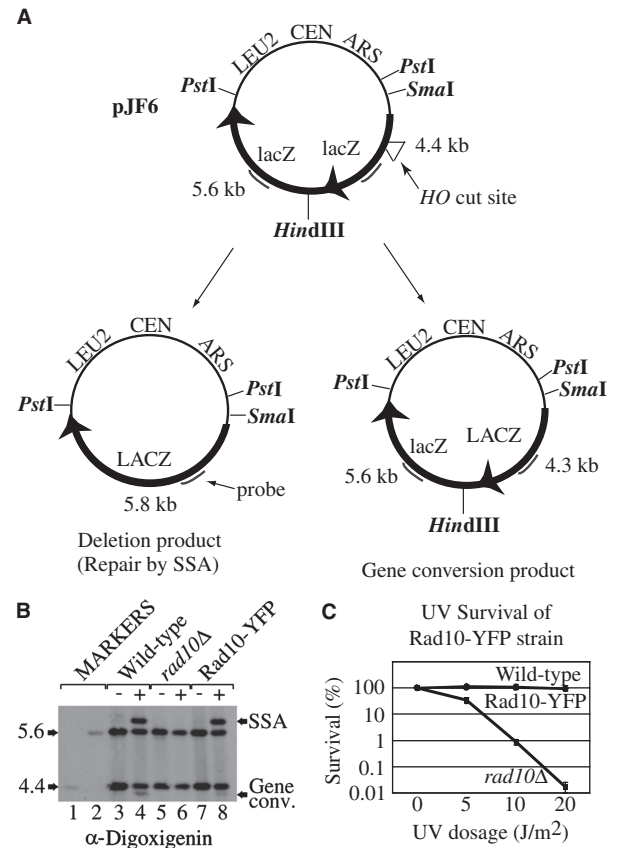 A
LEU2 CEN ARS
PstI
PstI
SmaI
pJF6
lacZ lacZ
4.4 kb
5.6 kb
HO cut site
HindIII
LEU2 CEN ARS
PstI
PstI
SmaI
LACZ
probe
5.8 kb
Deletion product
(Repair by SSA)
LEU2 CEN ARS
PstI
PstI
SmaI
lacZ LACZ
5.6 kb
4.3 kb
HindIII
Gene conversion product
B
MARKERS Wild-type rad10Δ Rad10-YFP
- + - + - +
SSA
5.6
4.4
Gene
conv.
1 2 3 4 5 6 7 8
α-Digoxigenin
C
UV Survival of
Rad10-YFP strain
Survival (%)
100
10
1
0.1
0.01
Wild-type
Rad10-YFP
rad10Δ
0 5 10 20
UV dosage (J/m2)